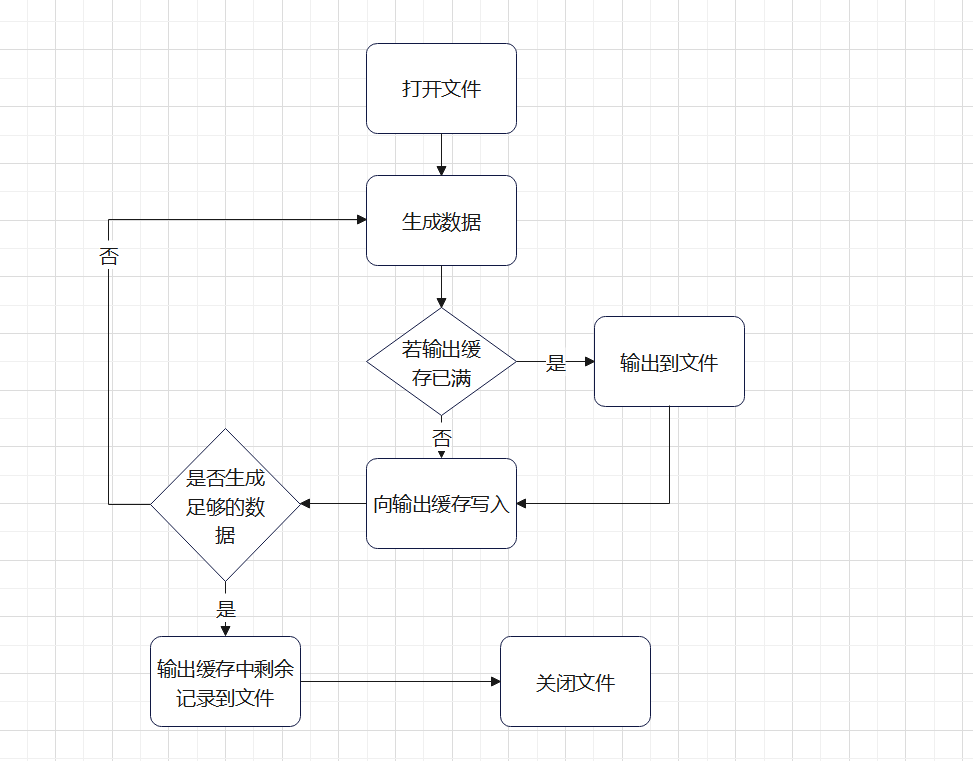 打开文件
生成数据
否
若输出缓
存已满
是
输出到文件
否
向输出缓存写入
是否生成
足够的数
据
是
输出缓存中剩余
记录到文件
关闭文件